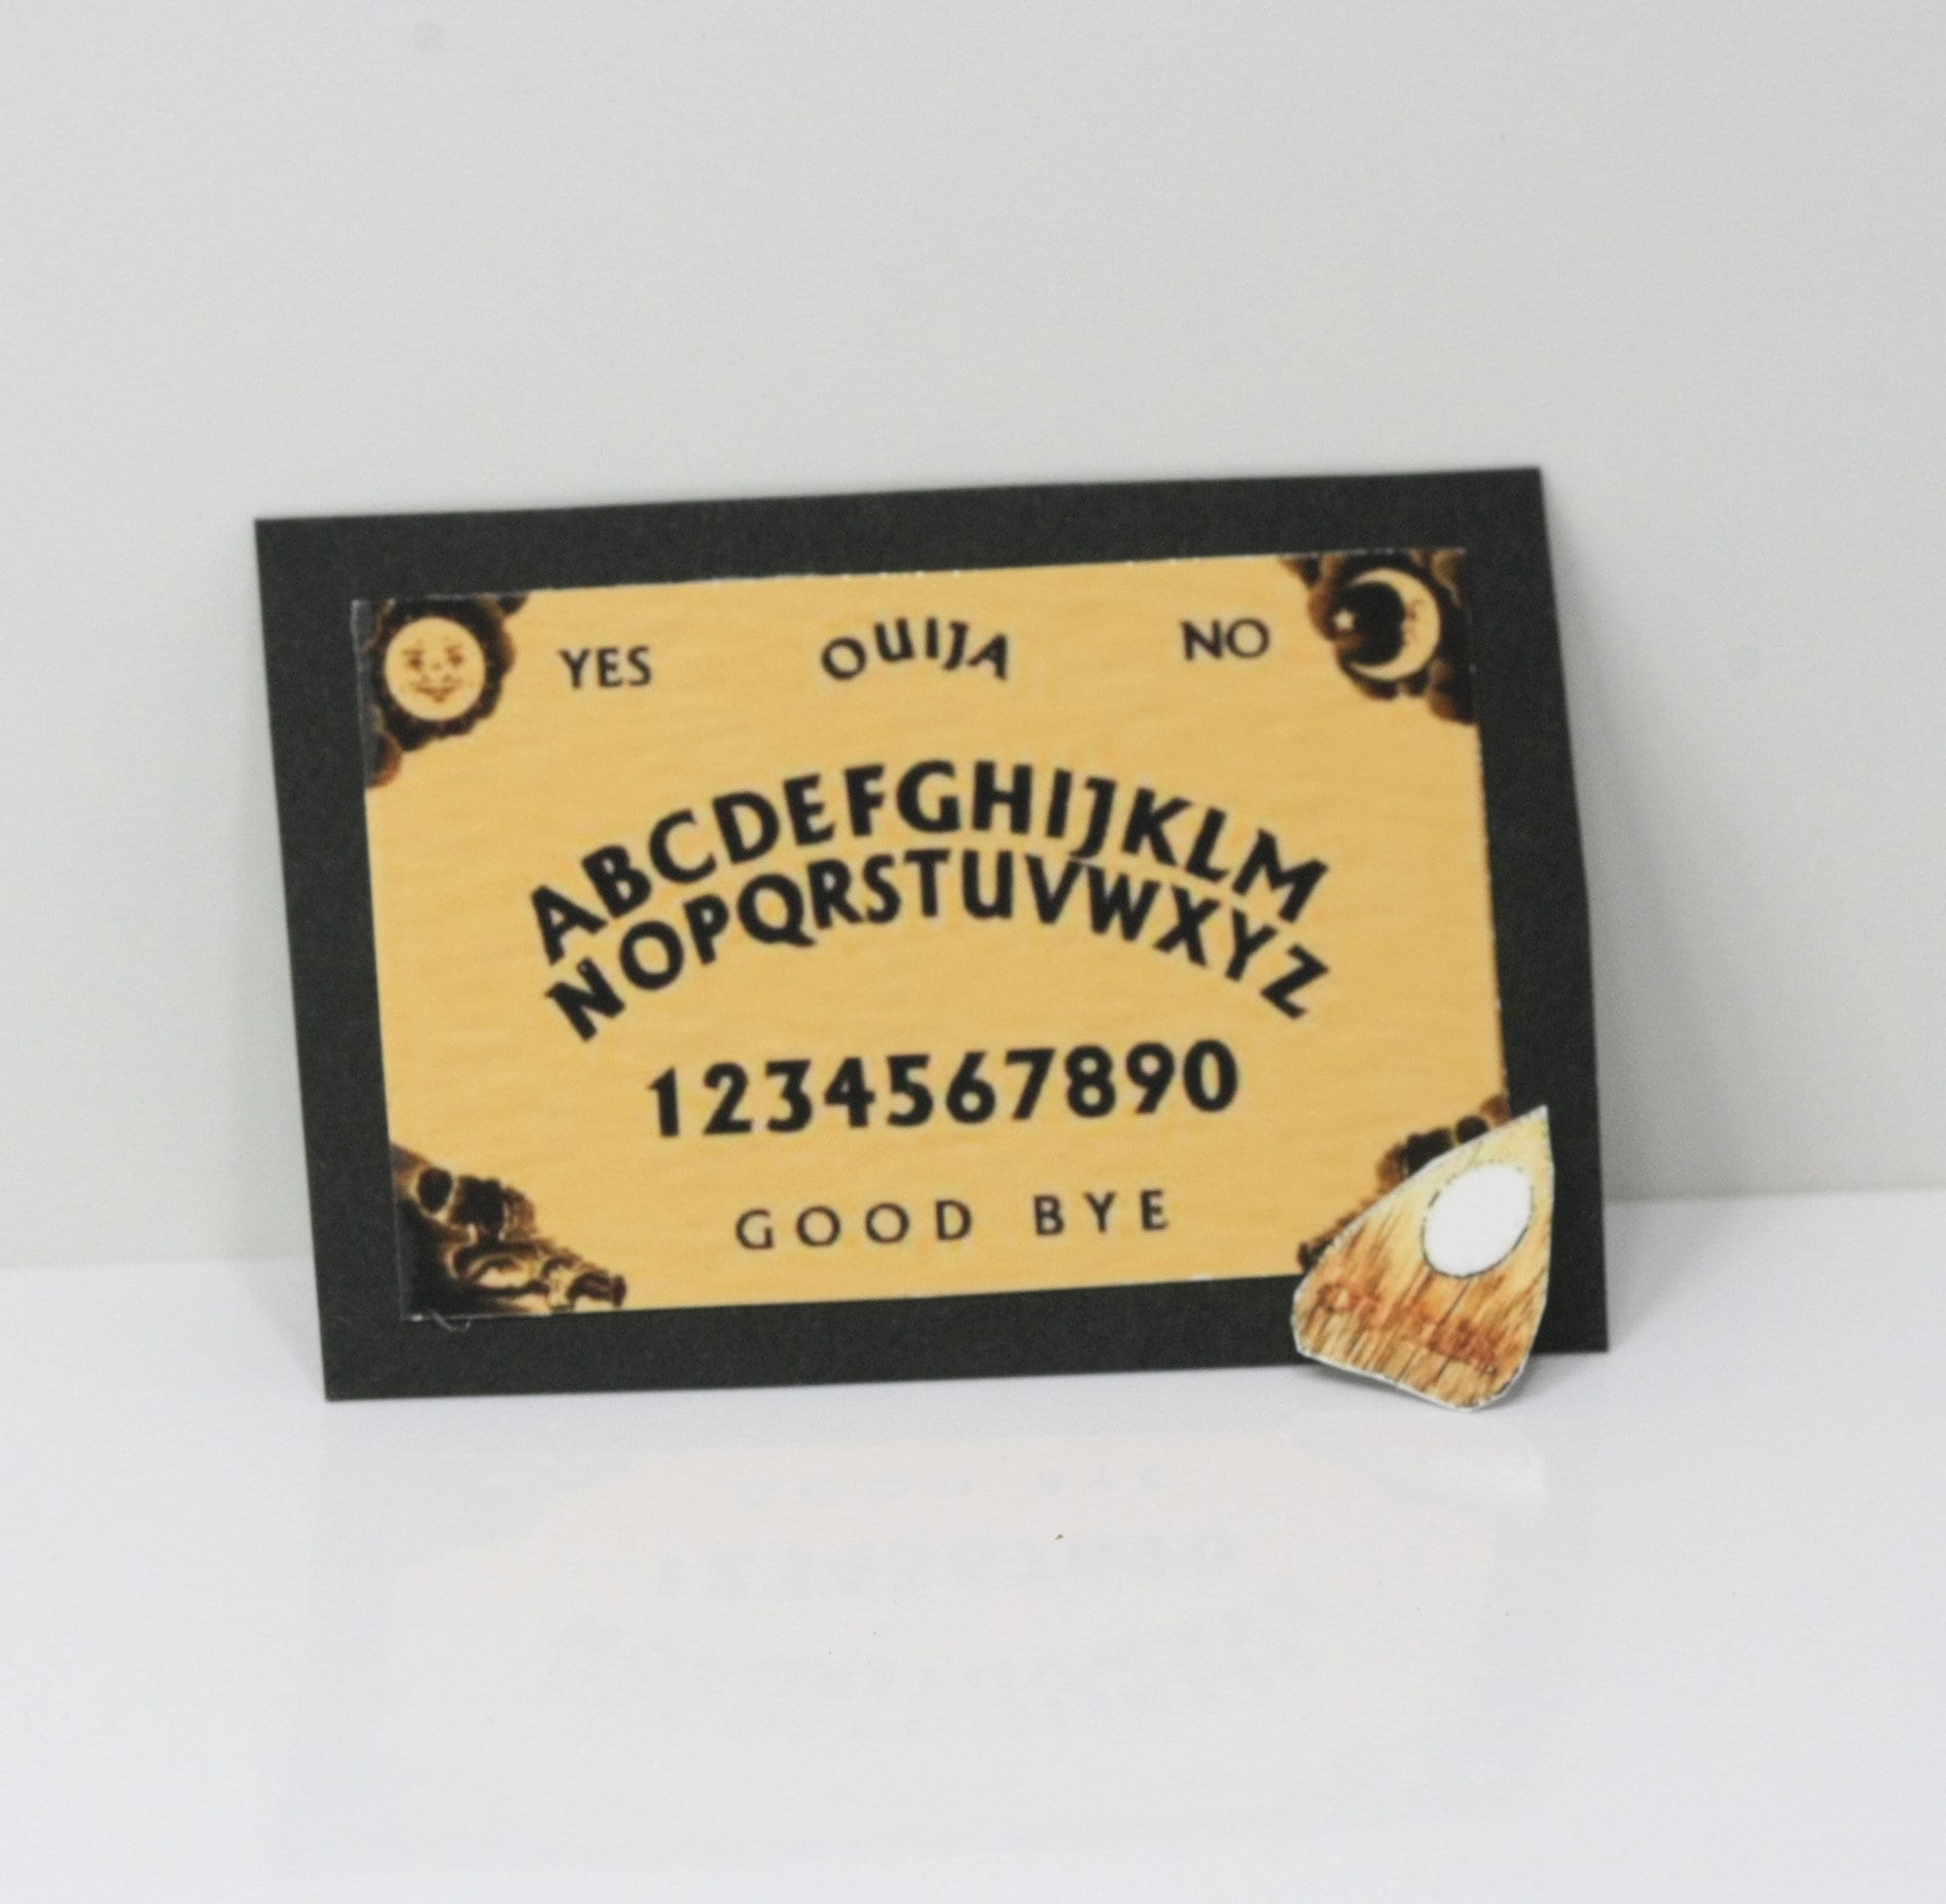 YES OUIJA NO
ABCDEFGHIJKLM
NOPQRSTUVWXYZ
1234567890
GOOD BYE